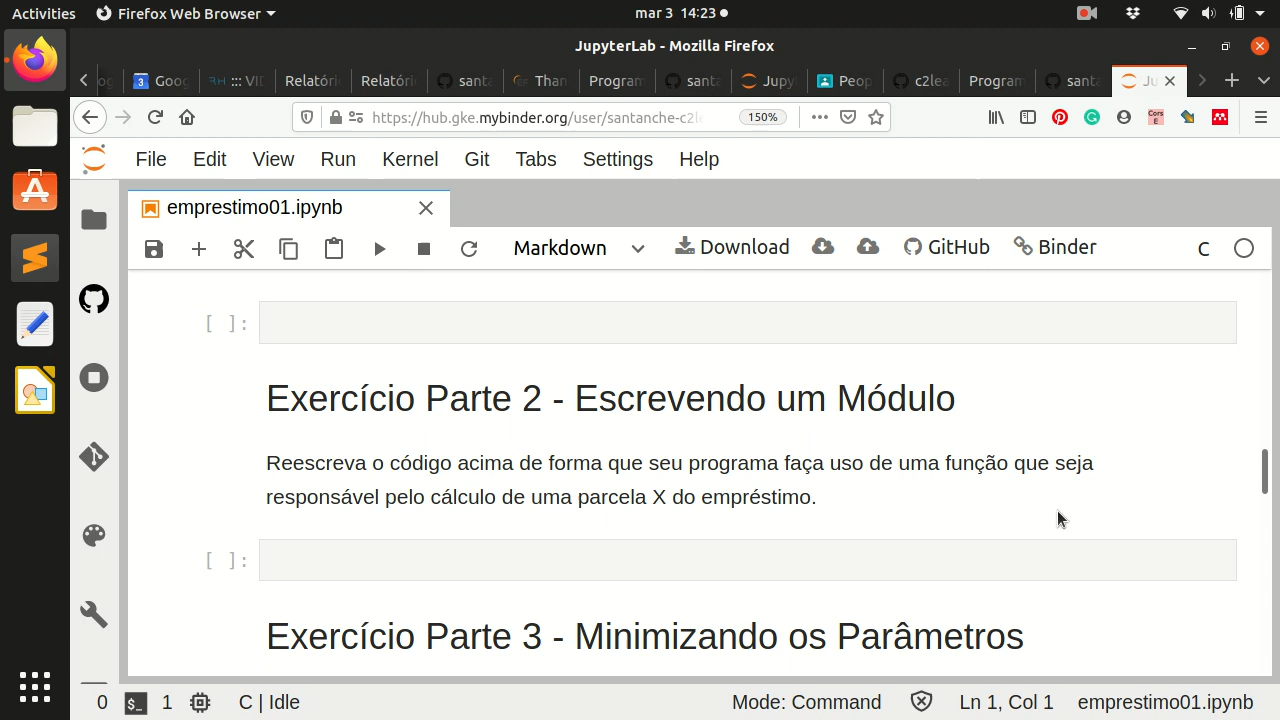 Activities Firefox Web Browser mar 3 14:23
JupyterLab - Mozilla Firefox
Goog ::: VID Relatóri Relatóri santa Than Program santa Jupy Peop c2lea Program santa Ju
https://hub.gke.mybinder.org/user/santanche-c2l 150%
File Edit View Run Kernel Git Tabs Settings Help
emprestimo01.ipynb
Markdown Download GitHub Binder C
[ ]:
Exercício Parte 2 - Escrevendo um Módulo
Reescreva o código acima de forma que seu programa faça uso de uma função que seja
responsável pelo cálculo de uma parcela X do empréstimo.
[ ]:
Exercício Parte 3 - Minimizando os Parâmetros
0 $_ 1 C | Idle Mode: Command Ln 1, Col 1 emprestimo01.ipynb